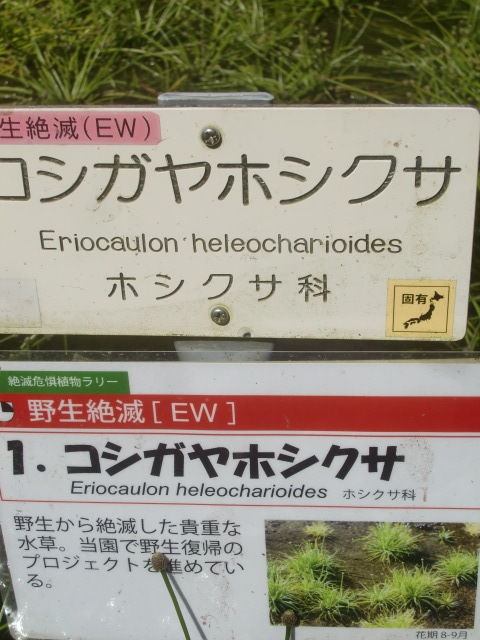 生絶滅(EW)
コシガヤホシクサ
Eriocaulon heleocharioides
ホシクサ科
固有
絶滅危惧植物ラリー
野生絶滅[EW]
1. コシガヤホシクサ
Eriocaulon heleocharioides ホシクサ科
野生から絶滅した貴重な
水草。当園で野生復帰の
プロジェクトを進めてい
る。
花期 8-9月